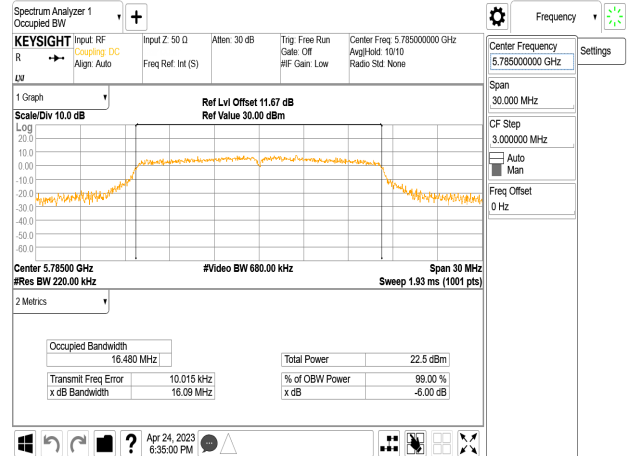 Spectrum Analyzer 1
Occupied BW
KEYSIGHT
R
LXI
Input: RF
Coupling: DC
Align: Auto
Input Z: 50 Ω
Freq Ref: Int (S)
Atten: 30 dB
Trig: Free Run
Gate: Off
#IF Gain: Low
Center Freq: 5.785000000 GHz
Avg|Hold: 10/10
Radio Std: None
1 Graph
Scale/Div 10.0 dB
Ref Lvl Offset 11.67 dB
Ref Value 30.00 dBm
Log
20.0
10.0
0.00
-10.0
-20.0
-30.0
-40.0
-50.0
-60.0
Center 5.78500 GHz
#Res BW 220.00 kHz
#Video BW 680.00 kHz
Span 30 MHz
Sweep 1.93 ms (1001 pts)
2 Metrics
Occupied Bandwidth
16.480 MHz
Transmit Freq Error 10.015 kHz
x dB Bandwidth 16.09 MHz
Total Power 22.5 dBm
% of OBW Power 99.00 %
x dB -6.00 dB
Apr 24, 2023
6:35:00 PM
Frequency
Settings
Center Frequency
5.785000000 GHz
Span
30.000 MHz
CF Step
3.000000 MHz
Auto
Man
Freq Offset
0 Hz